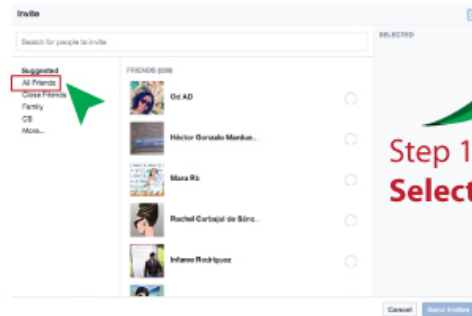 Invite
Search for people to invite
SELECTED
Suggested
All Friends
Close Friends
Family
CS
More...
FRIENDS
Od AD
Héctor Gonzalo Mardue...
Mara Rb
Rachel Carbajal de Sánc...
Infame Rodriguez
Step 1
Select
Cancel
Send Invites